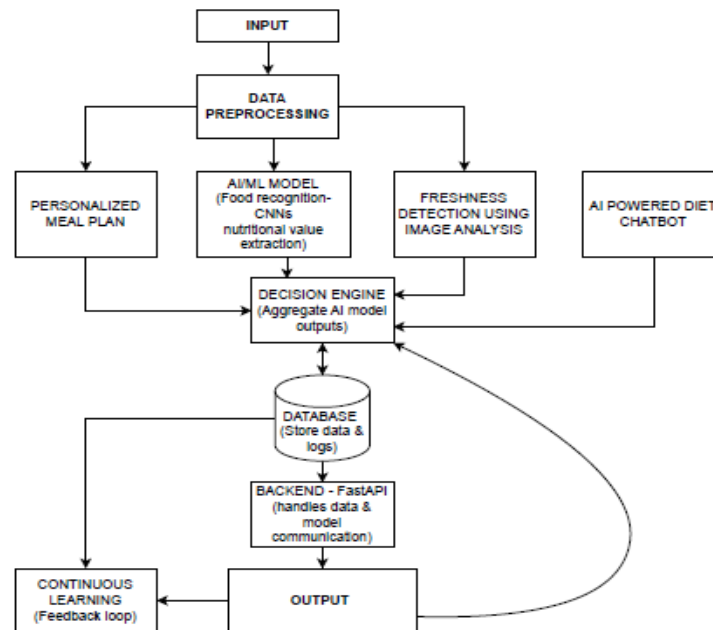 INPUT
DATA
PREPROCESSING
PERSONALIZED
MEAL PLAN
AI/ML MODEL
(Food recognition-
CNNs
nutritional value
extraction)
FRESHNESS
DETECTION USING
IMAGE ANALYSIS
AI POWERED DIET
CHATBOT
DECISION ENGINE
(Aggregate AI model
outputs)
DATABASE
(Store data &
logs)
BACKEND - FastAPI
(handles data &
model
communication)
CONTINUOUS
LEARNING
(Feedback loop)
OUTPUT